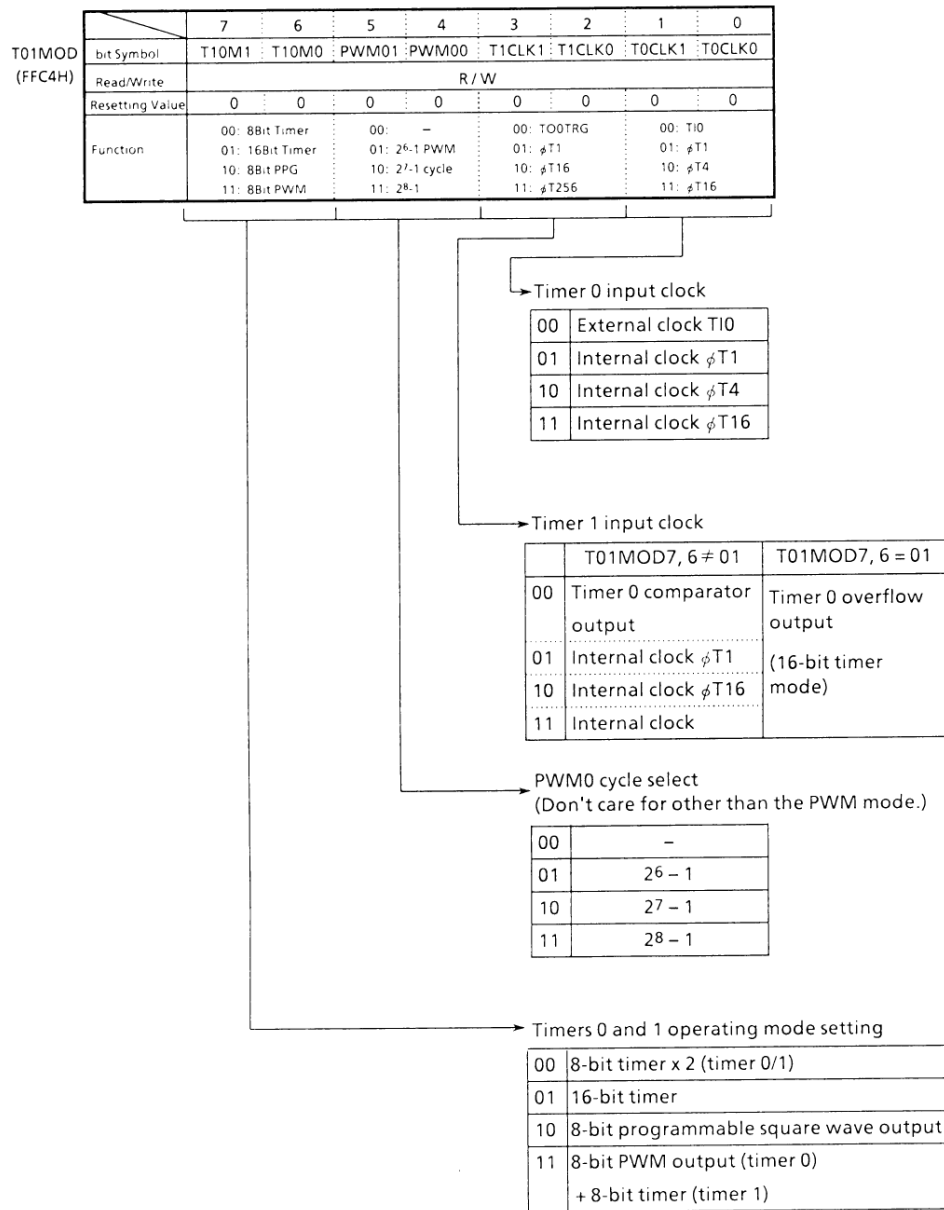 7 6 5 4 3 2 1 0
T01MOD bit Symbol T10M1 T10M0 PWM01 PWM00 T1CLK1 T1CLK0 T0CLK1 T0CLK0
(FFC4H) Read/Write R / W
Resetting Value 0 0 0 0 0 0 0 0
Function 00: 8Bit Timer 00: – 00: TO0TRG 00: TI0
01: 16Bit Timer 01: 2⁶-1 PWM 01: ϕT1 01: ϕT1
10: 8Bit PPG 10: 2⁷-1 cycle 10: ϕT16 10: ϕT4
11: 8Bit PWM 11: 2⁸-1 11: ϕT256 11: ϕT16
Timer 0 input clock
00 External clock TI0
01 Internal clock ϕT1
10 Internal clock ϕT4
11 Internal clock ϕT16
Timer 1 input clock
T01MOD7, 6 ≠ 01 T01MOD7, 6 = 01
00 Timer 0 comparator Timer 0 overflow
output output
01 Internal clock ϕT1 (16-bit timer
10 Internal clock ϕT16 mode)
11 Internal clock
PWM0 cycle select
(Don't care for other than the PWM mode.)
00 –
01 2⁶ – 1
10 2⁷ – 1
11 2⁸ – 1
Timers 0 and 1 operating mode setting
00 8-bit timer x 2 (timer 0/1)
01 16-bit timer
10 8-bit programmable square wave output
11 8-bit PWM output (timer 0)
+ 8-bit timer (timer 1)